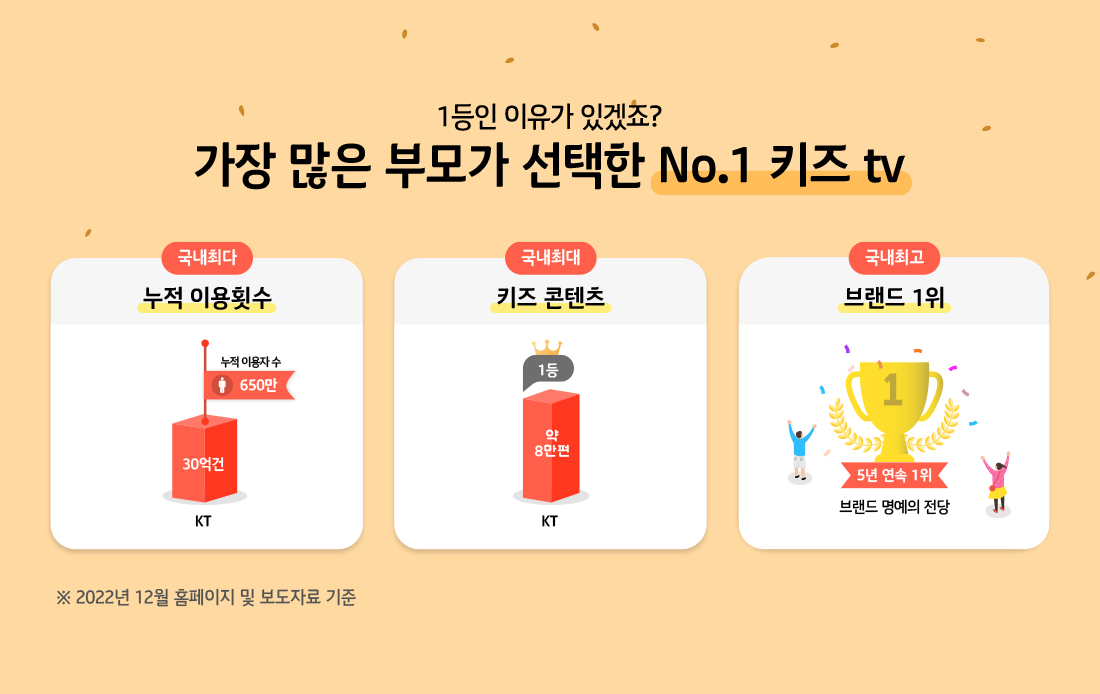 1등인 이유가 있겠죠?
가장 많은 부모가 선택한 No.1 키즈 tv
국내최다
누적 이용횟수
누적 이용자 수
650만
30억건
KT
국내최대
키즈 콘텐츠
1등
약
8만편
KT
국내최고
브랜드 1위
1
5년 연속 1위
브랜드 명예의 전당
※ 2022년 12월 홈페이지 및 보도자료 기준